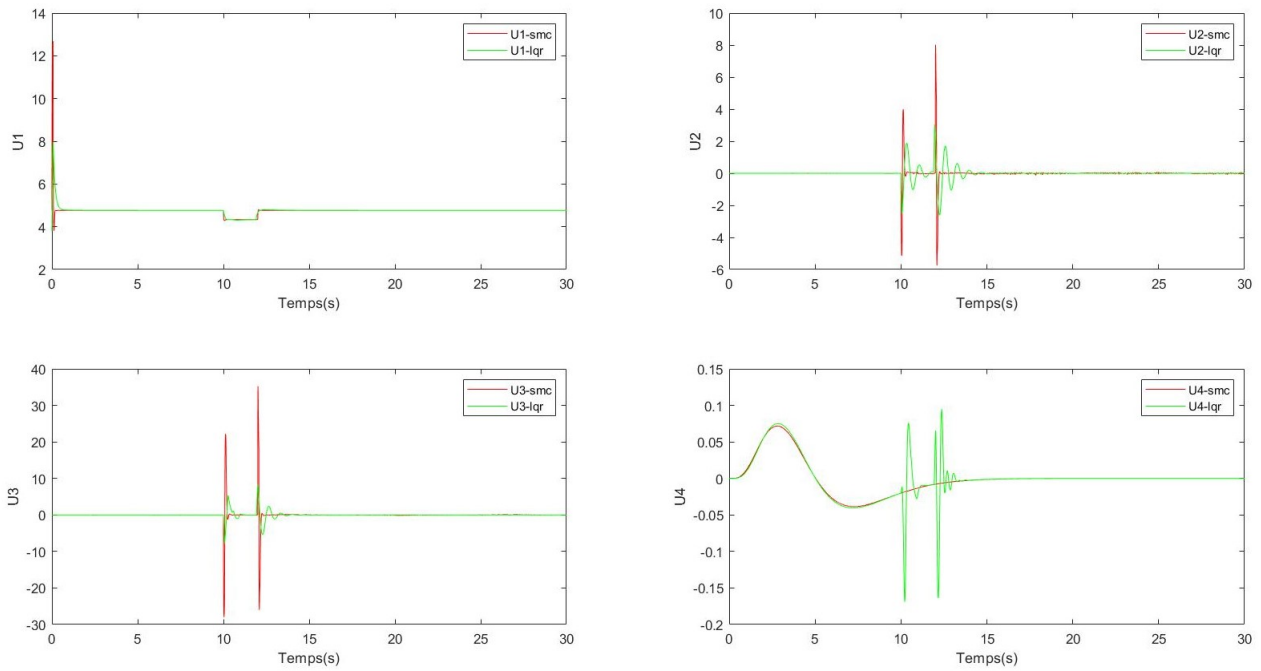 14
12
10
8
6
4
2
U1
0 5 10 15 20 25 30
Temps(s)
U1-smc
U1-lqr
10
8
6
4
2
0
-2
-4
-6
U2
0 5 10 15 20 25 30
Temps(s)
U2-smc
U2-lqr
40
30
20
10
0
-10
-20
-30
U3
0 5 10 15 20 25 30
Temps(s)
U3-smc
U3-lqr
0.15
0.1
0.05
0
-0.05
-0.1
-0.15
-0.2
U4
0 5 10 15 20 25 30
Temps(s)
U4-smc
U4-lqr